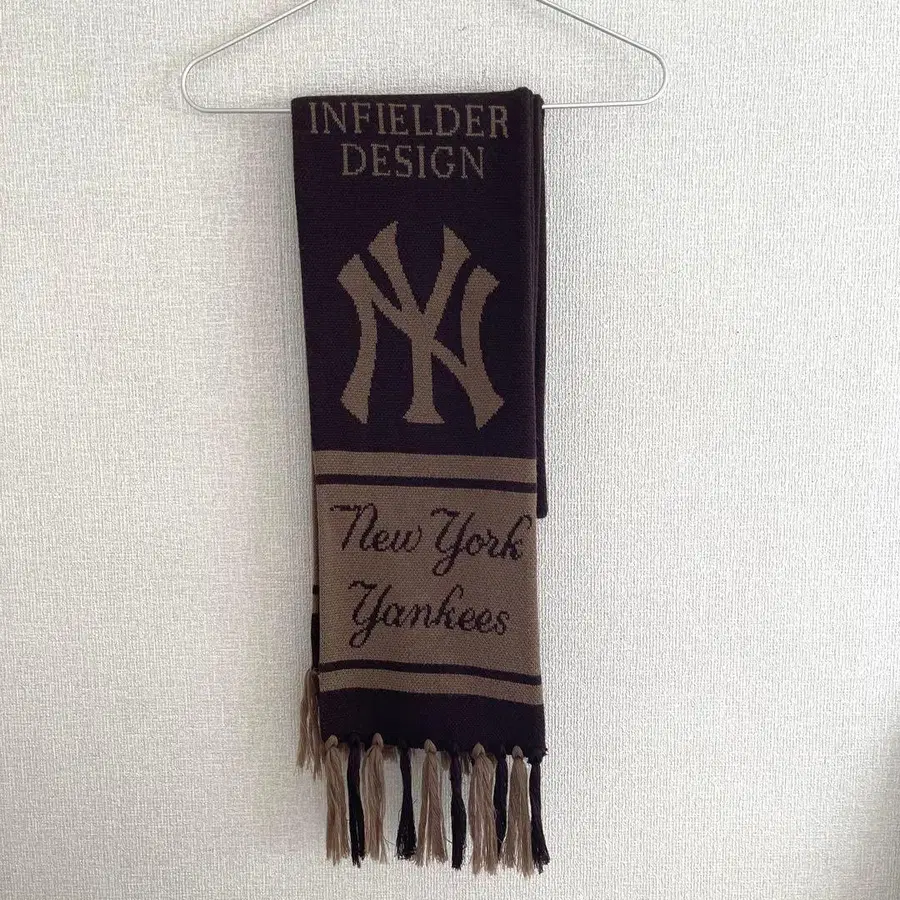 INFIELDER
DESIGN
NY
New York
Yankees